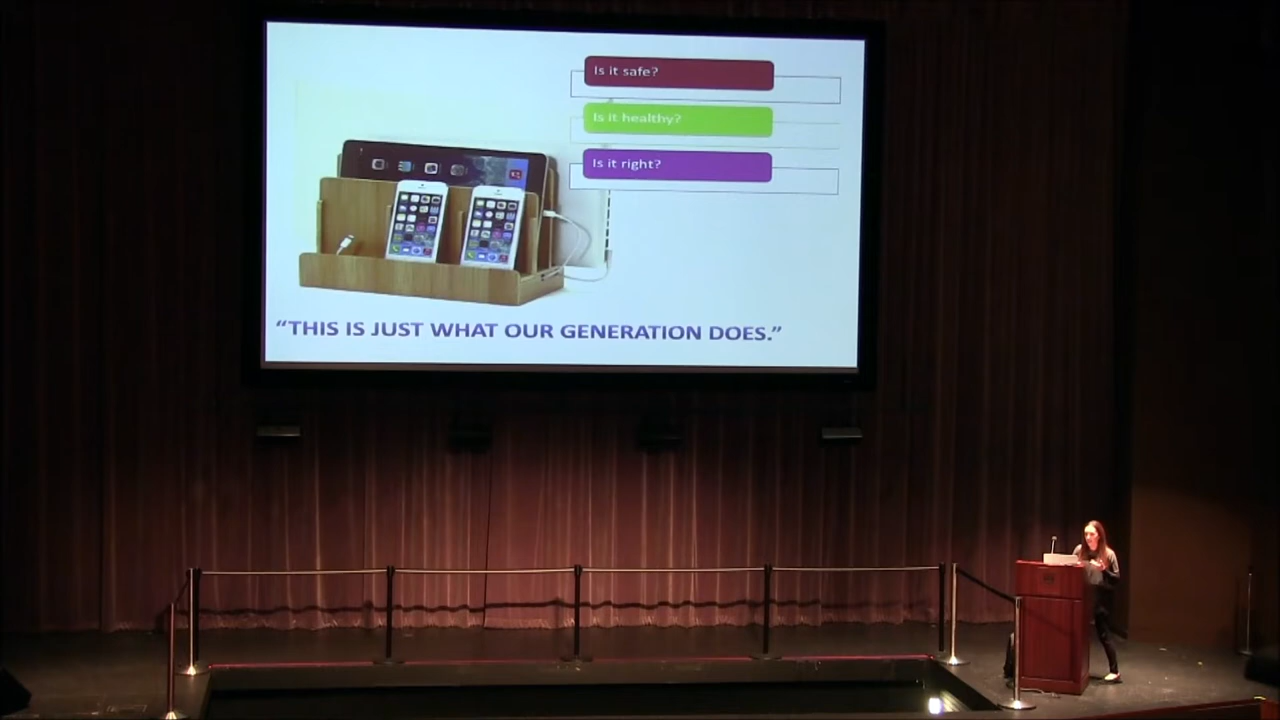 Is it safe?
Is it healthy?
Is it right?
“THIS IS JUST WHAT OUR GENERATION DOES.”